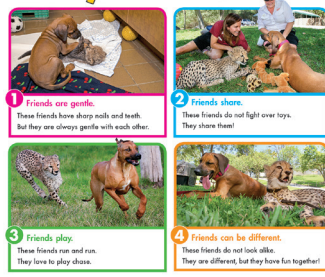 1 Friends are gentle.
These friends have sharp nails and teeth.
But they are always gentle with each other.
2 Friends share.
These friends do not fight over toys.
They share them!
3 Friends play.
These friends run and run.
They love to play chase.
4 Friends can be different.
These friends do not look alike.
They are different, but they have fun together!